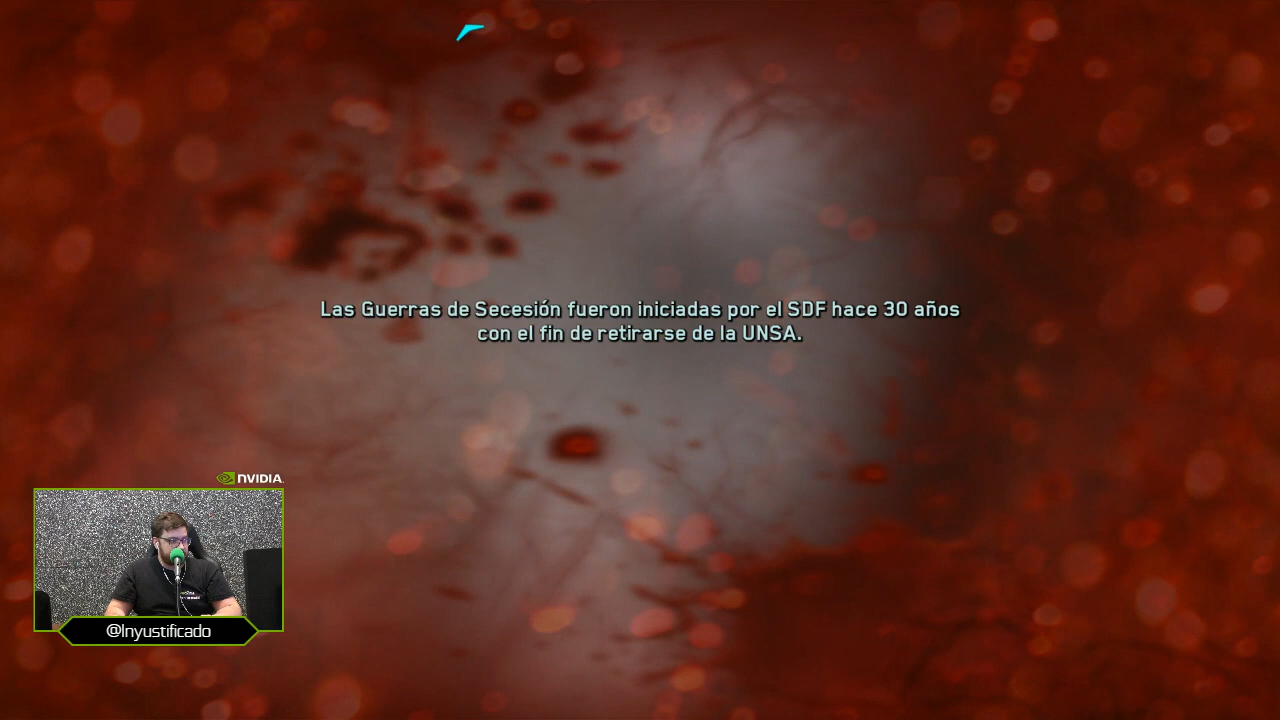 Las Guerras de Secesión fueron iniciadas por el SDF hace 30 años
con el fin de retirarse de la UNSA.
NVIDIA.
@Inyustificado